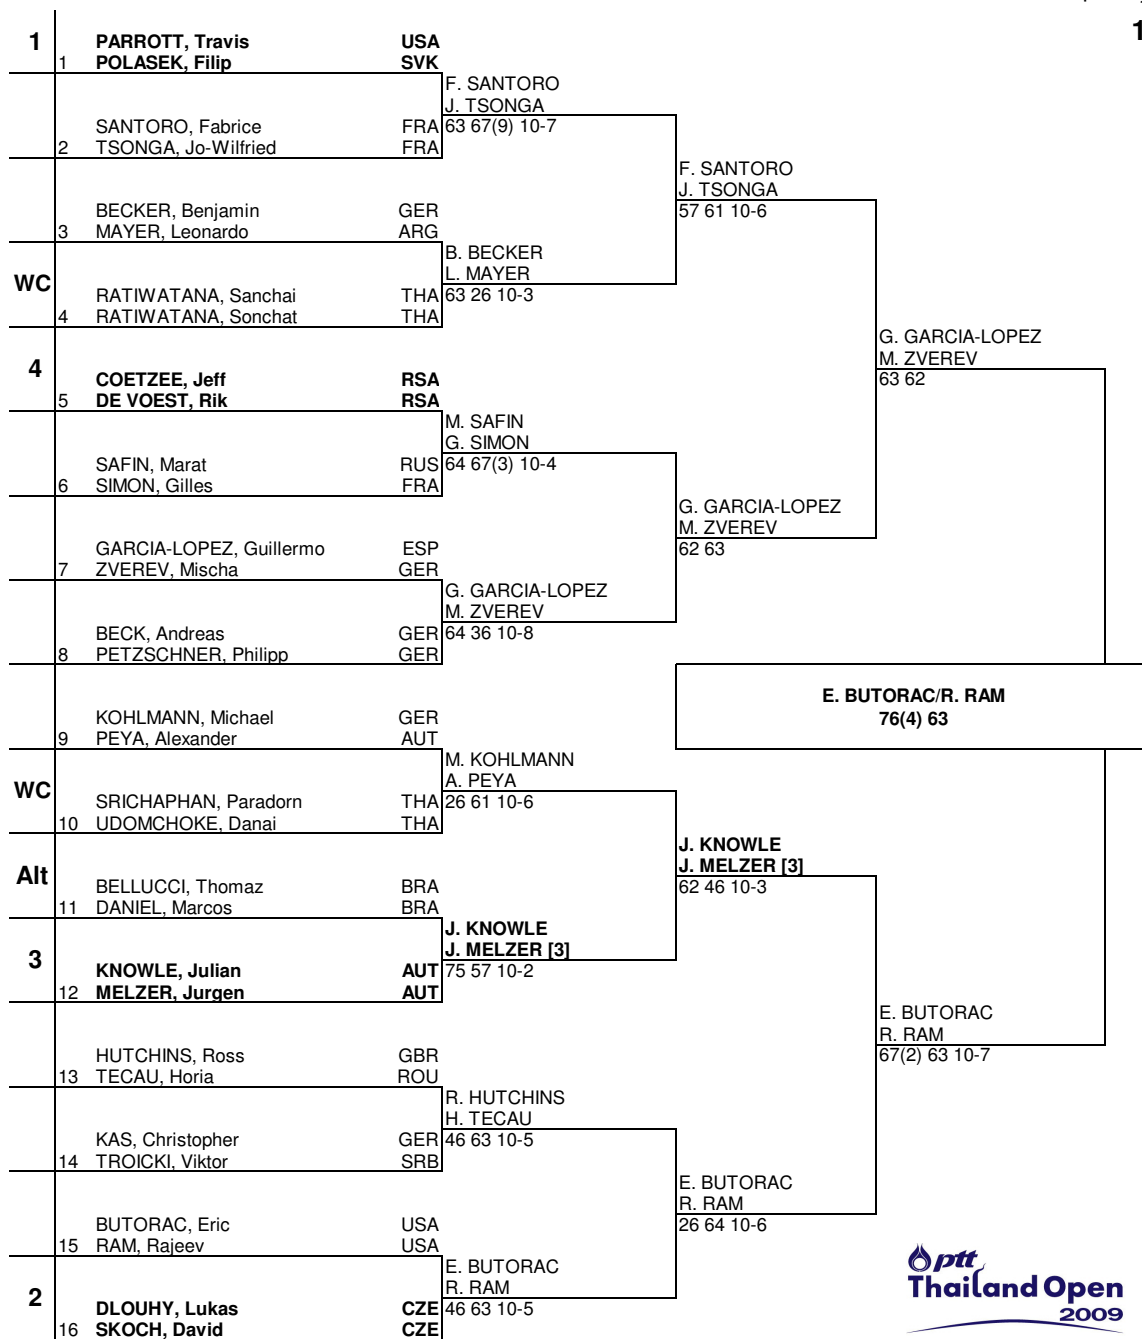 1
1 PARROTT, Travis USA
1 POLASEK, Filip SVK
F. SANTORO
J. TSONGA
SANTORO, Fabrice FRA 63 67(9) 10-7
2 TSONGA, Jo-Wilfried FRA
F. SANTORO
J. TSONGA
BECKER, Benjamin GER 57 61 10-6
3 MAYER, Leonardo ARG
B. BECKER
WC L. MAYER
RATIWATANA, Sanchai THA 63 26 10-3
4 RATIWATANA, Sonchat THA
G. GARCIA-LOPEZ
4 M. ZVEREV
COETZEE, Jeff RSA 63 62
5 DE VOEST, Rik RSA
M. SAFIN
G. SIMON
SAFIN, Marat RUS 64 67(3) 10-4
6 SIMON, Gilles FRA
G. GARCIA-LOPEZ
M. ZVEREV
GARCIA-LOPEZ, Guillermo ESP 62 63
7 ZVEREV, Mischa GER
G. GARCIA-LOPEZ
M. ZVEREV
BECK, Andreas GER 64 36 10-8
8 PETZSCHNER, Philipp GER
E. BUTORAC/R. RAM
KOHLMANN, Michael GER 76(4) 63
9 PEYA, Alexander AUT
M. KOHLMANN
WC A. PEYA
SRICHAPHAN, Paradorn THA 26 61 10-6
10 UDOMCHOKE, Danai THA
J. KNOWLE
Alt J. MELZER [3]
BELLUCCI, Thomaz BRA 62 46 10-3
11 DANIEL, Marcos BRA
J. KNOWLE
3 J. MELZER [3]
KNOWLE, Julian AUT 75 57 10-2
12 MELZER, Jurgen AUT
E. BUTORAC
R. RAM
HUTCHINS, Ross GBR 67(2) 63 10-7
13 TECAU, Horia ROU
R. HUTCHINS
H. TECAU
KAS, Christopher GER 46 63 10-5
14 TROICKI, Viktor SRB
E. BUTORAC
R. RAM
BUTORAC, Eric USA 26 64 10-6
15 RAM, Rajeev USA
E. BUTORAC
2 R. RAM
DLOUHY, Lukas CZE 46 63 10-5
16 SKOCH, David CZE
ptt
Thailand Open
2009